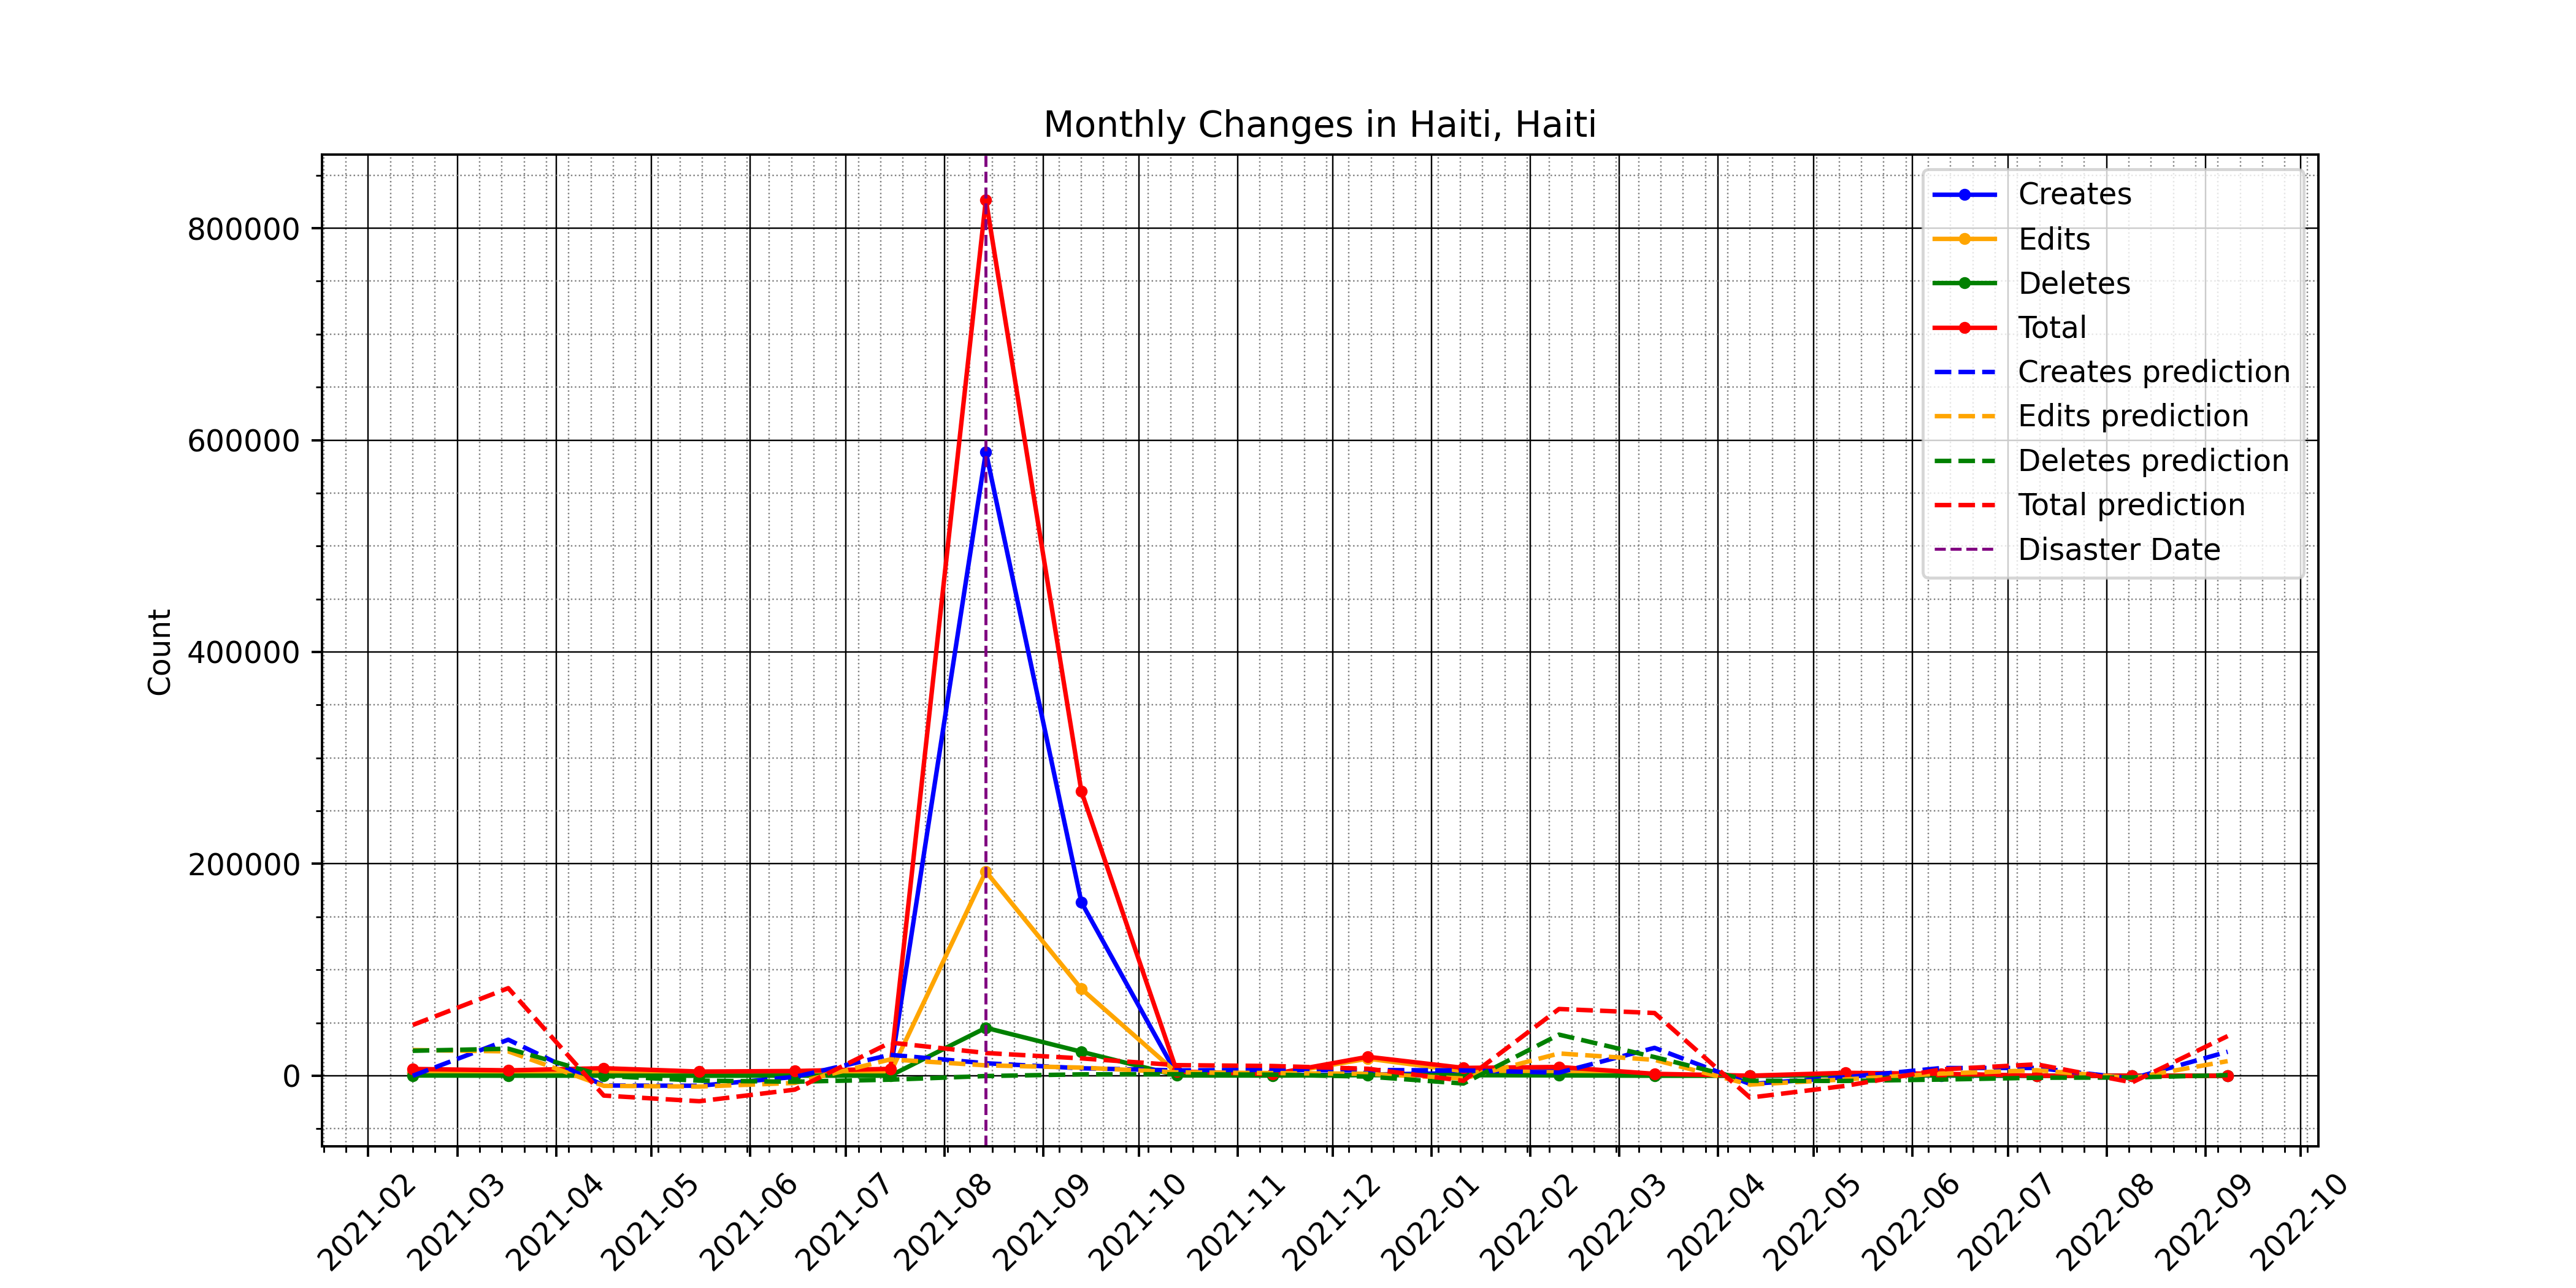 Monthly Changes in Haiti, Haiti
Count
800000
600000
400000
200000
0
Creates
Edits
Deletes
Total
Creates prediction
Edits prediction
Deletes prediction
Total prediction
Disaster Date
2021-02
2021-03
2021-04
2021-05
2021-06
2021-07
2021-08
2021-09
2021-10
2021-11
2021-12
2022-01
2022-02
2022-03
2022-04
2022-05
2022-06
2022-07
2022-08
2022-09
2022-10